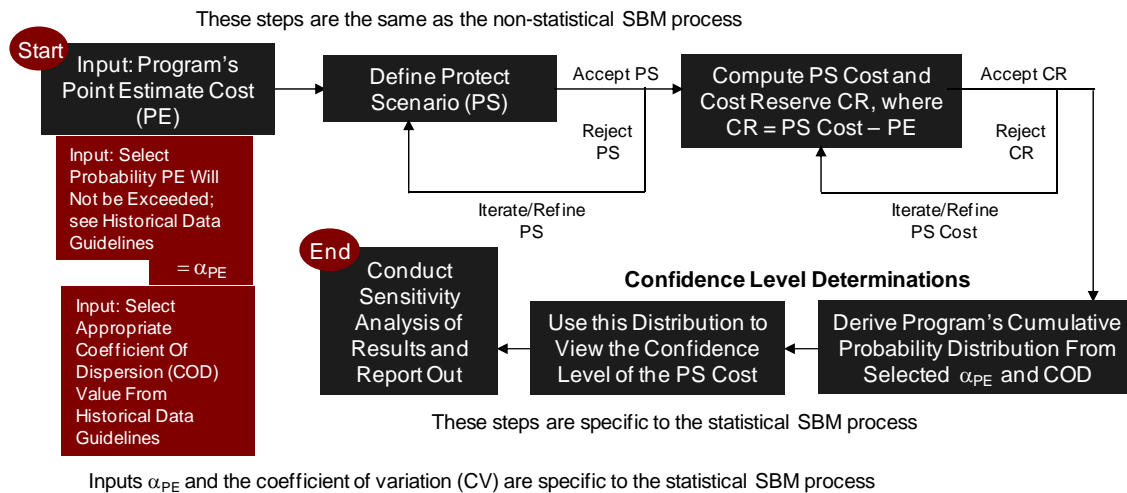 These steps are the same as the non-statistical SBM process
Start
Input: Program's
Point Estimate Cost
(PE)
Define Protect
Scenario (PS)
Accept PS
Reject
PS
Iterate/Refine
PS
Compute PS Cost and
Cost Reserve CR, where
CR = PS Cost – PE
Accept CR
Reject
CR
Iterate/Refine
PS Cost
Input: Select
Probability PE Will
Not be Exceeded;
see Historical Data
Guidelines
= αPE
Input: Select
Appropriate
Coefficient Of
Dispersion (COD)
Value From
Historical Data
Guidelines
End
Conduct
Sensitivity
Analysis of
Results and
Report Out
Confidence Level Determinations
Use this Distribution to
View the Confidence
Level of the PS Cost
Derive Program's Cumulative
Probability Distribution From
Selected αPE and COD
These steps are specific to the statistical SBM process
Inputs αPE and the coefficient of variation (CV) are specific to the statistical SBM process